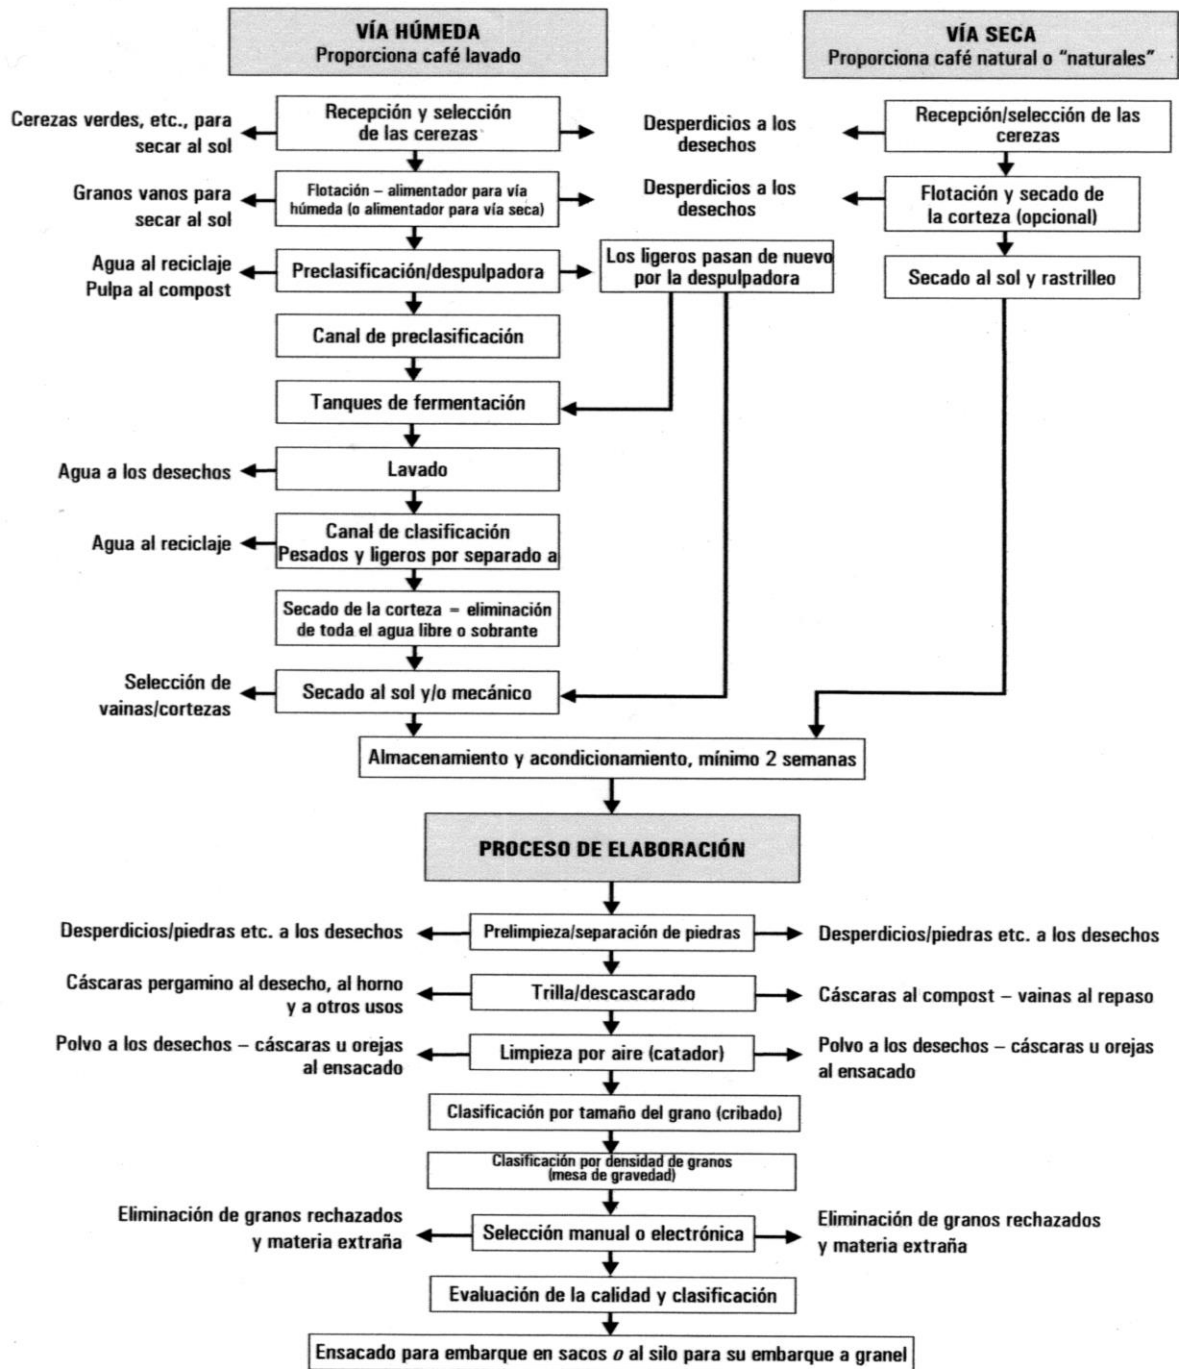 VÍA HÚMEDA
Proporciona café lavado
VÍA SECA
Proporciona café natural o “naturales”
Cerezas verdes, etc., para
secar al sol
Recepción y selección
de las cerezas
Desperdicios a los
desechos
Recepción/selección de las
cerezas
Granos vanos para
secar al sol
Flotación – alimentador para vía
húmeda (o alimentador para vía seca)
Desperdicios a los
desechos
Flotación y secado de
la corteza (opcional)
Agua al reciclaje
Pulpa al compost
Preclasificación/despulpadora
Los ligeros pasan de nuevo
por la despulpadora
Secado al sol y rastrilleo
Canal de preclasificación
Tanques de fermentación
Agua a los desechos
Lavado
Agua al reciclaje
Canal de clasificación
Pesados y ligeros por separado a
Secado de la corteza = eliminación
de toda el agua libre o sobrante
Selección de
vainas/cortezas
Secado al sol y/o mecánico
Almacenamiento y acondicionamiento, mínimo 2 semanas
PROCESO DE ELABORACIÓN
Desperdicios/piedras etc. a los desechos
Prelimpieza/separación de piedras
Desperdicios/piedras etc. a los desechos
Cáscaras pergamino al desecho, al horno
y a otros usos
Trilla/descascarado
Cáscaras al compost – vainas al repaso
Polvo a los desechos – cáscaras u orejas
al ensacado
Limpieza por aire (catador)
Polvo a los desechos – cáscaras u orejas
al ensacado
Clasificación por tamaño del grano (cribado)
Clasificación por densidad de granos
(mesa de gravedad)
Eliminación de granos rechazados
y materia extraña
Selección manual o electrónica
Eliminación de granos rechazados
y materia extraña
Evaluación de la calidad y clasificación
Ensacado para embarque en sacos o al silo para su embarque a granel